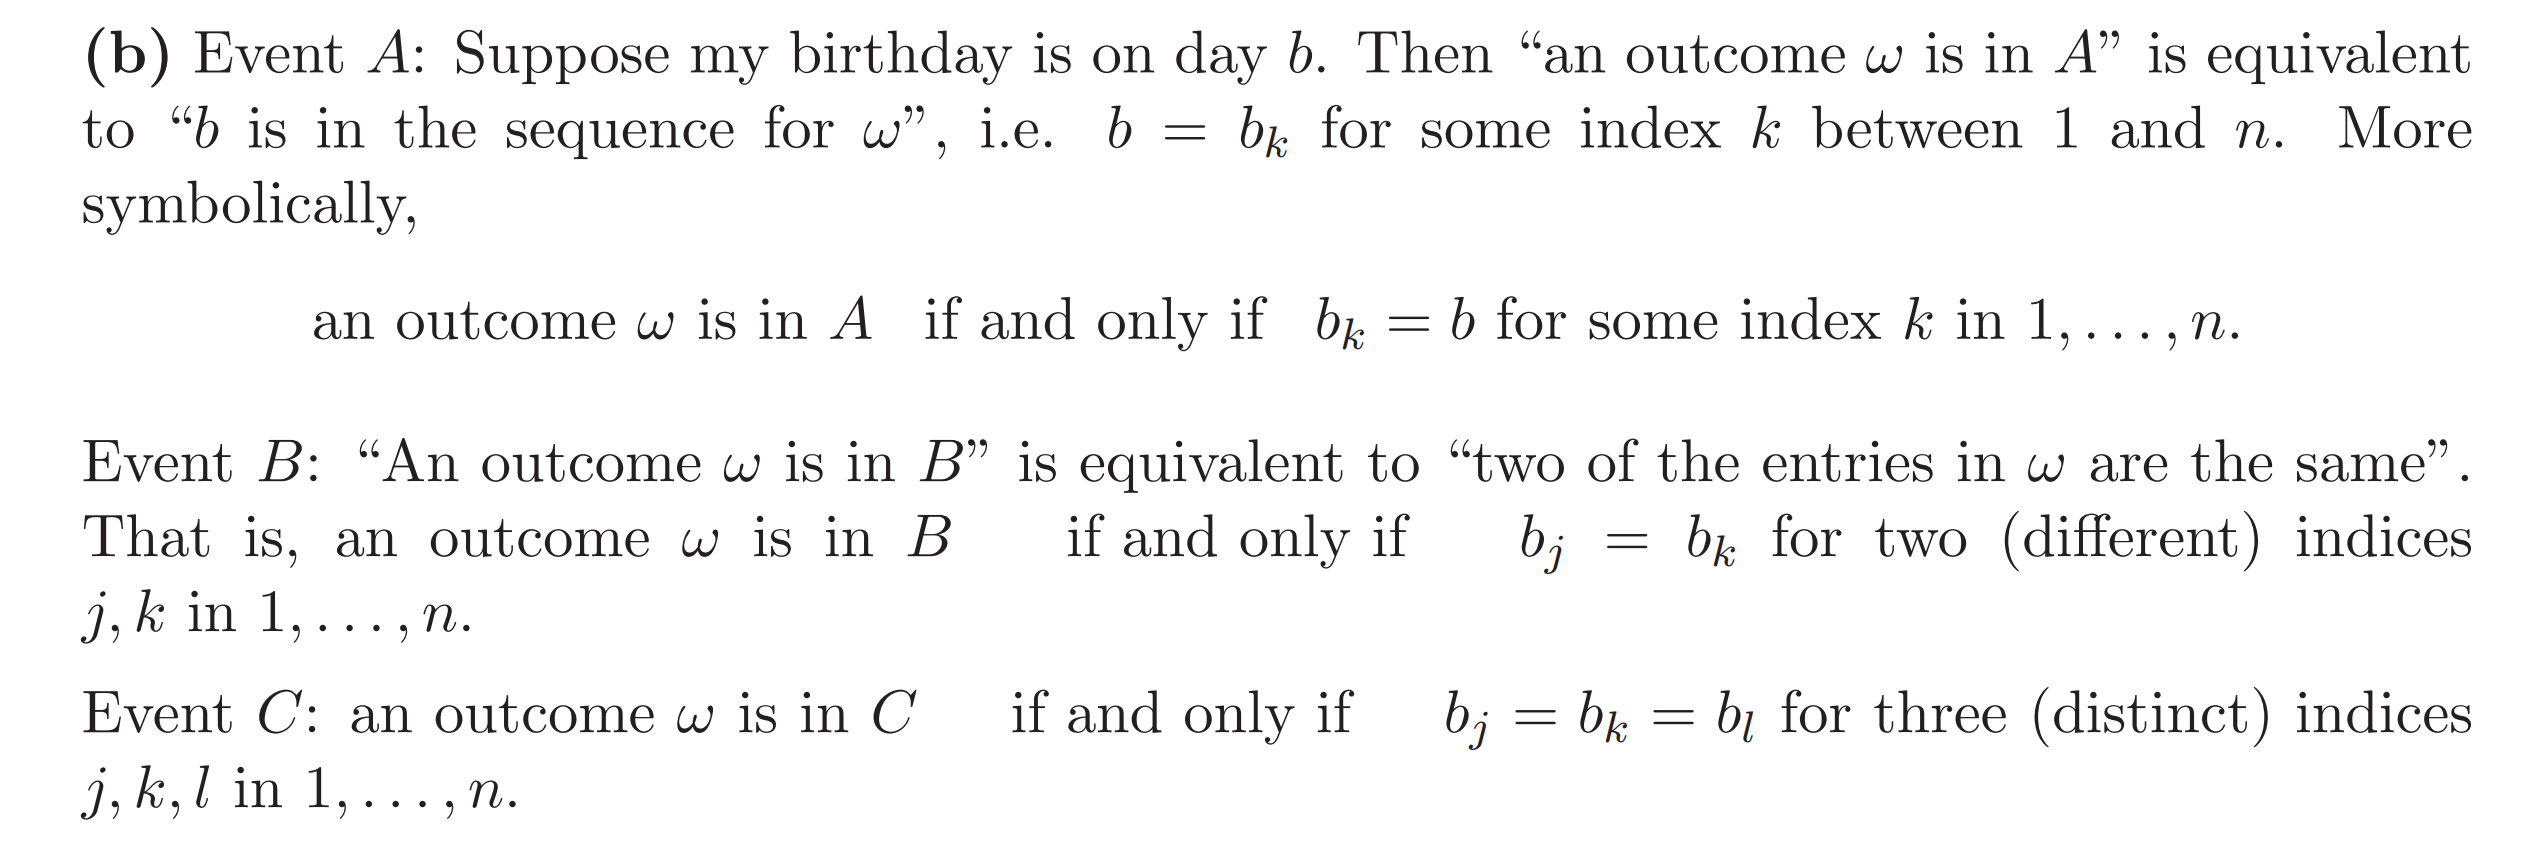 (b) Event A: Suppose my birthday is on day b. Then “an outcome ω is in A” is equivalent
to “b is in the sequence for ω”, i.e. b = b_k for some index k between 1 and n. More
symbolically,
an outcome ω is in A if and only if b_k = b for some index k in 1, . . . , n.
Event B: “An outcome ω is in B” is equivalent to “two of the entries in ω are the same”.
That is, an outcome ω is in B if and only if b_j = b_k for two (different) indices
j, k in 1, . . . , n.
Event C: an outcome ω is in C if and only if b_j = b_k = b_l for three (distinct) indices
j, k, l in 1, . . . , n.